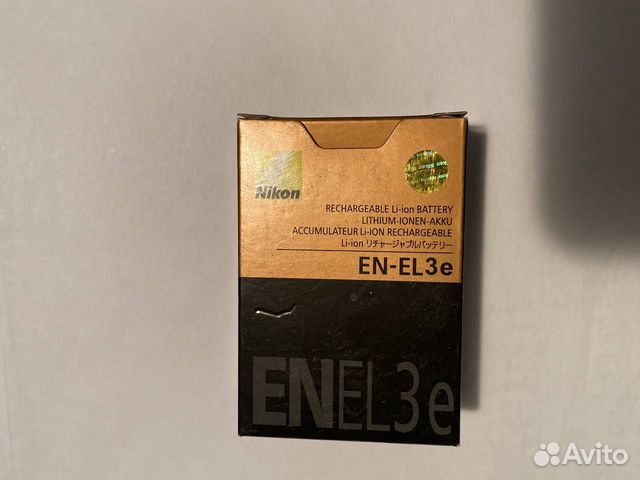 Nikon
RECHARGEABLE Li-ion BATTERY
LITHIUM-IONEN-AKKU
ACCUMULATEUR Li-ION RECHARGEABLE
Li-ion リチャージャブルバッテリー
EN-EL3e
ENEL3e
Avito